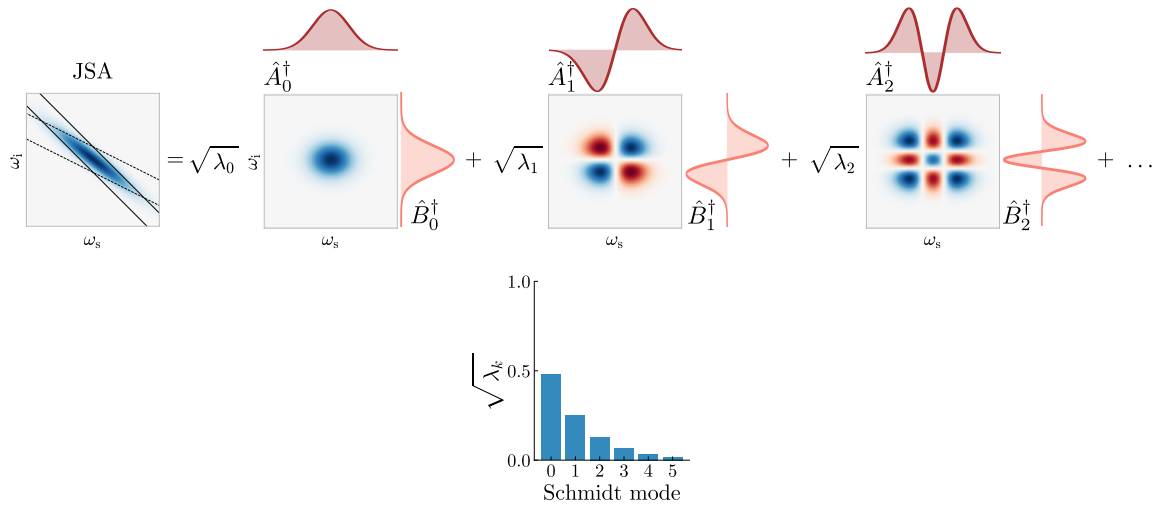 JSA
ω_i
ω_s
= √λ_0
Â_0^†
ω_i
ω_s
B̂_0^†
+ √λ_1
Â_1^†
ω_s
B̂_1^†
+ √λ_2
Â_2^†
ω_s
B̂_2^†
+ ...
√λ_k
1.0
0.5
0.0
0 1 2 3 4 5
Schmidt mode